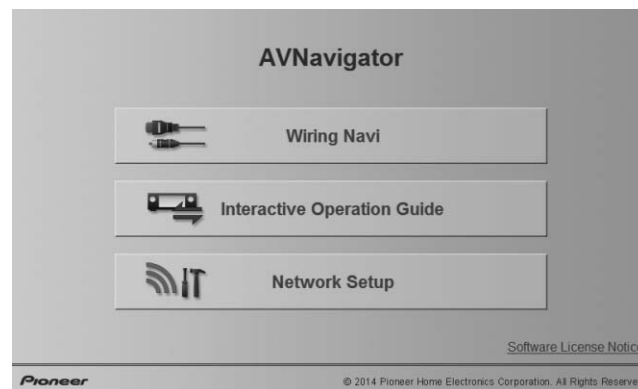 AVNavigator
Wiring Navi
Interactive Operation Guide
Network Setup
Software License Notice
Pioneer
© 2014 Pioneer Home Electronics Corporation. All Rights Reserve